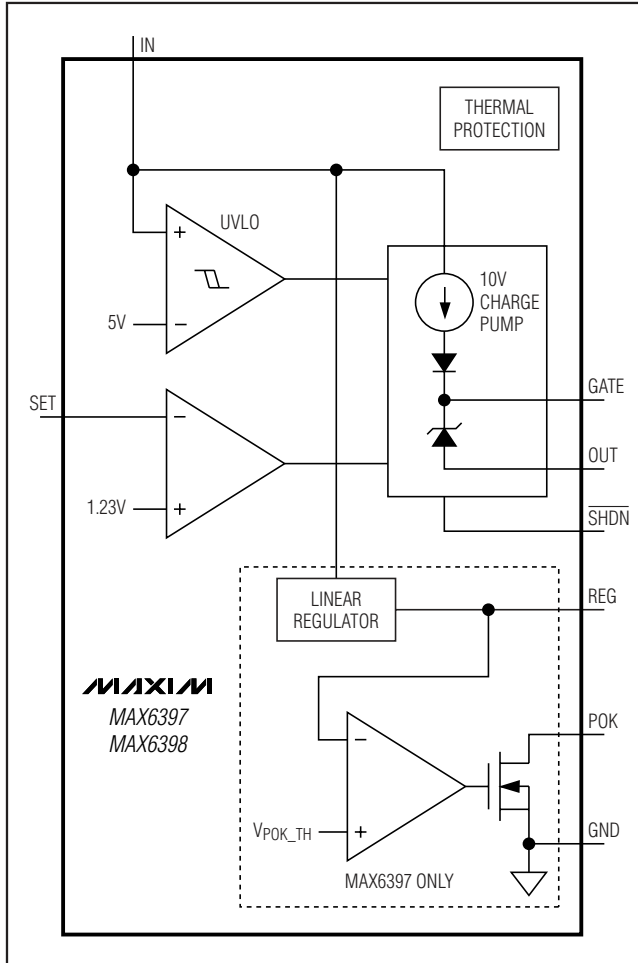 IN
THERMAL
PROTECTION
UVLO
+
5V
−
10V
CHARGE
PUMP
GATE
SET
−
OUT
1.23V
+
SHDN
LINEAR
REGULATOR
REG
MAXIM
MAX6397
MAX6398
−
POK
VPOK_TH
+
GND
MAX6397 ONLY